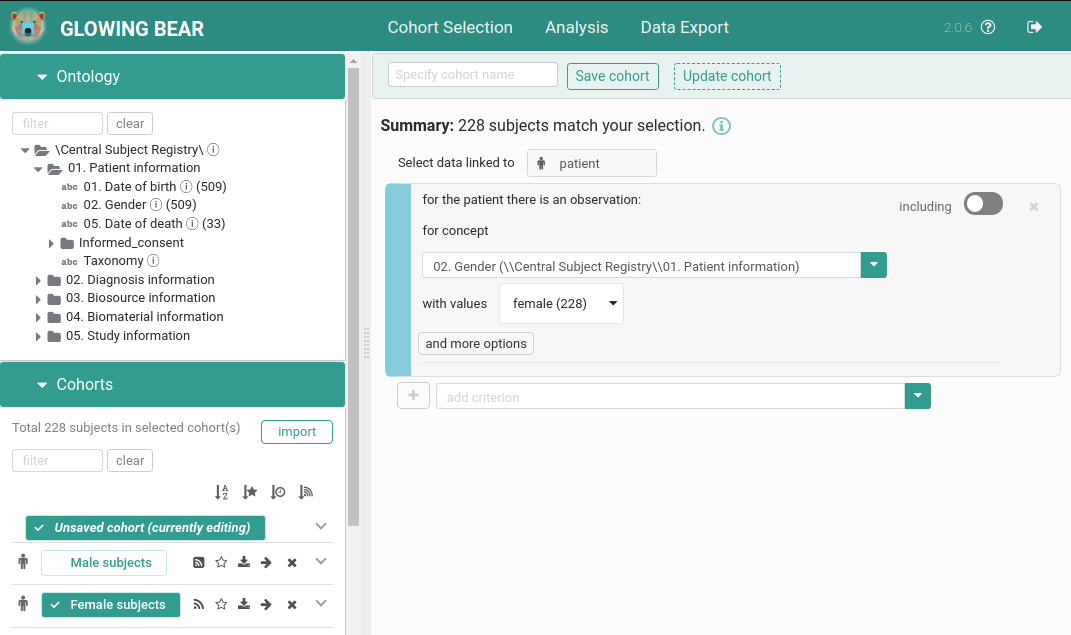 GLOWING BEAR
Cohort Selection Analysis Data Export
2.0.6
Ontology
filter clear
\Central Subject Registry\
01. Patient information
abc 01. Date of birth (509)
abc 02. Gender (509)
abc 05. Date of death (33)
Informed_consent
abc Taxonomy
02. Diagnosis information
03. Biosource information
04. Biomaterial information
05. Study information
Cohorts
Total 228 subjects in selected cohort(s) import
filter clear
A
Z
Unsaved cohort (currently editing)
Male subjects
Female subjects
Specify cohort name Save cohort Update cohort
Summary: 228 subjects match your selection.
Select data linked to patient
for the patient there is an observation: including
for concept
02. Gender (\\Central Subject Registry\\01. Patient information)
with values female (228)
and more options
add criterion